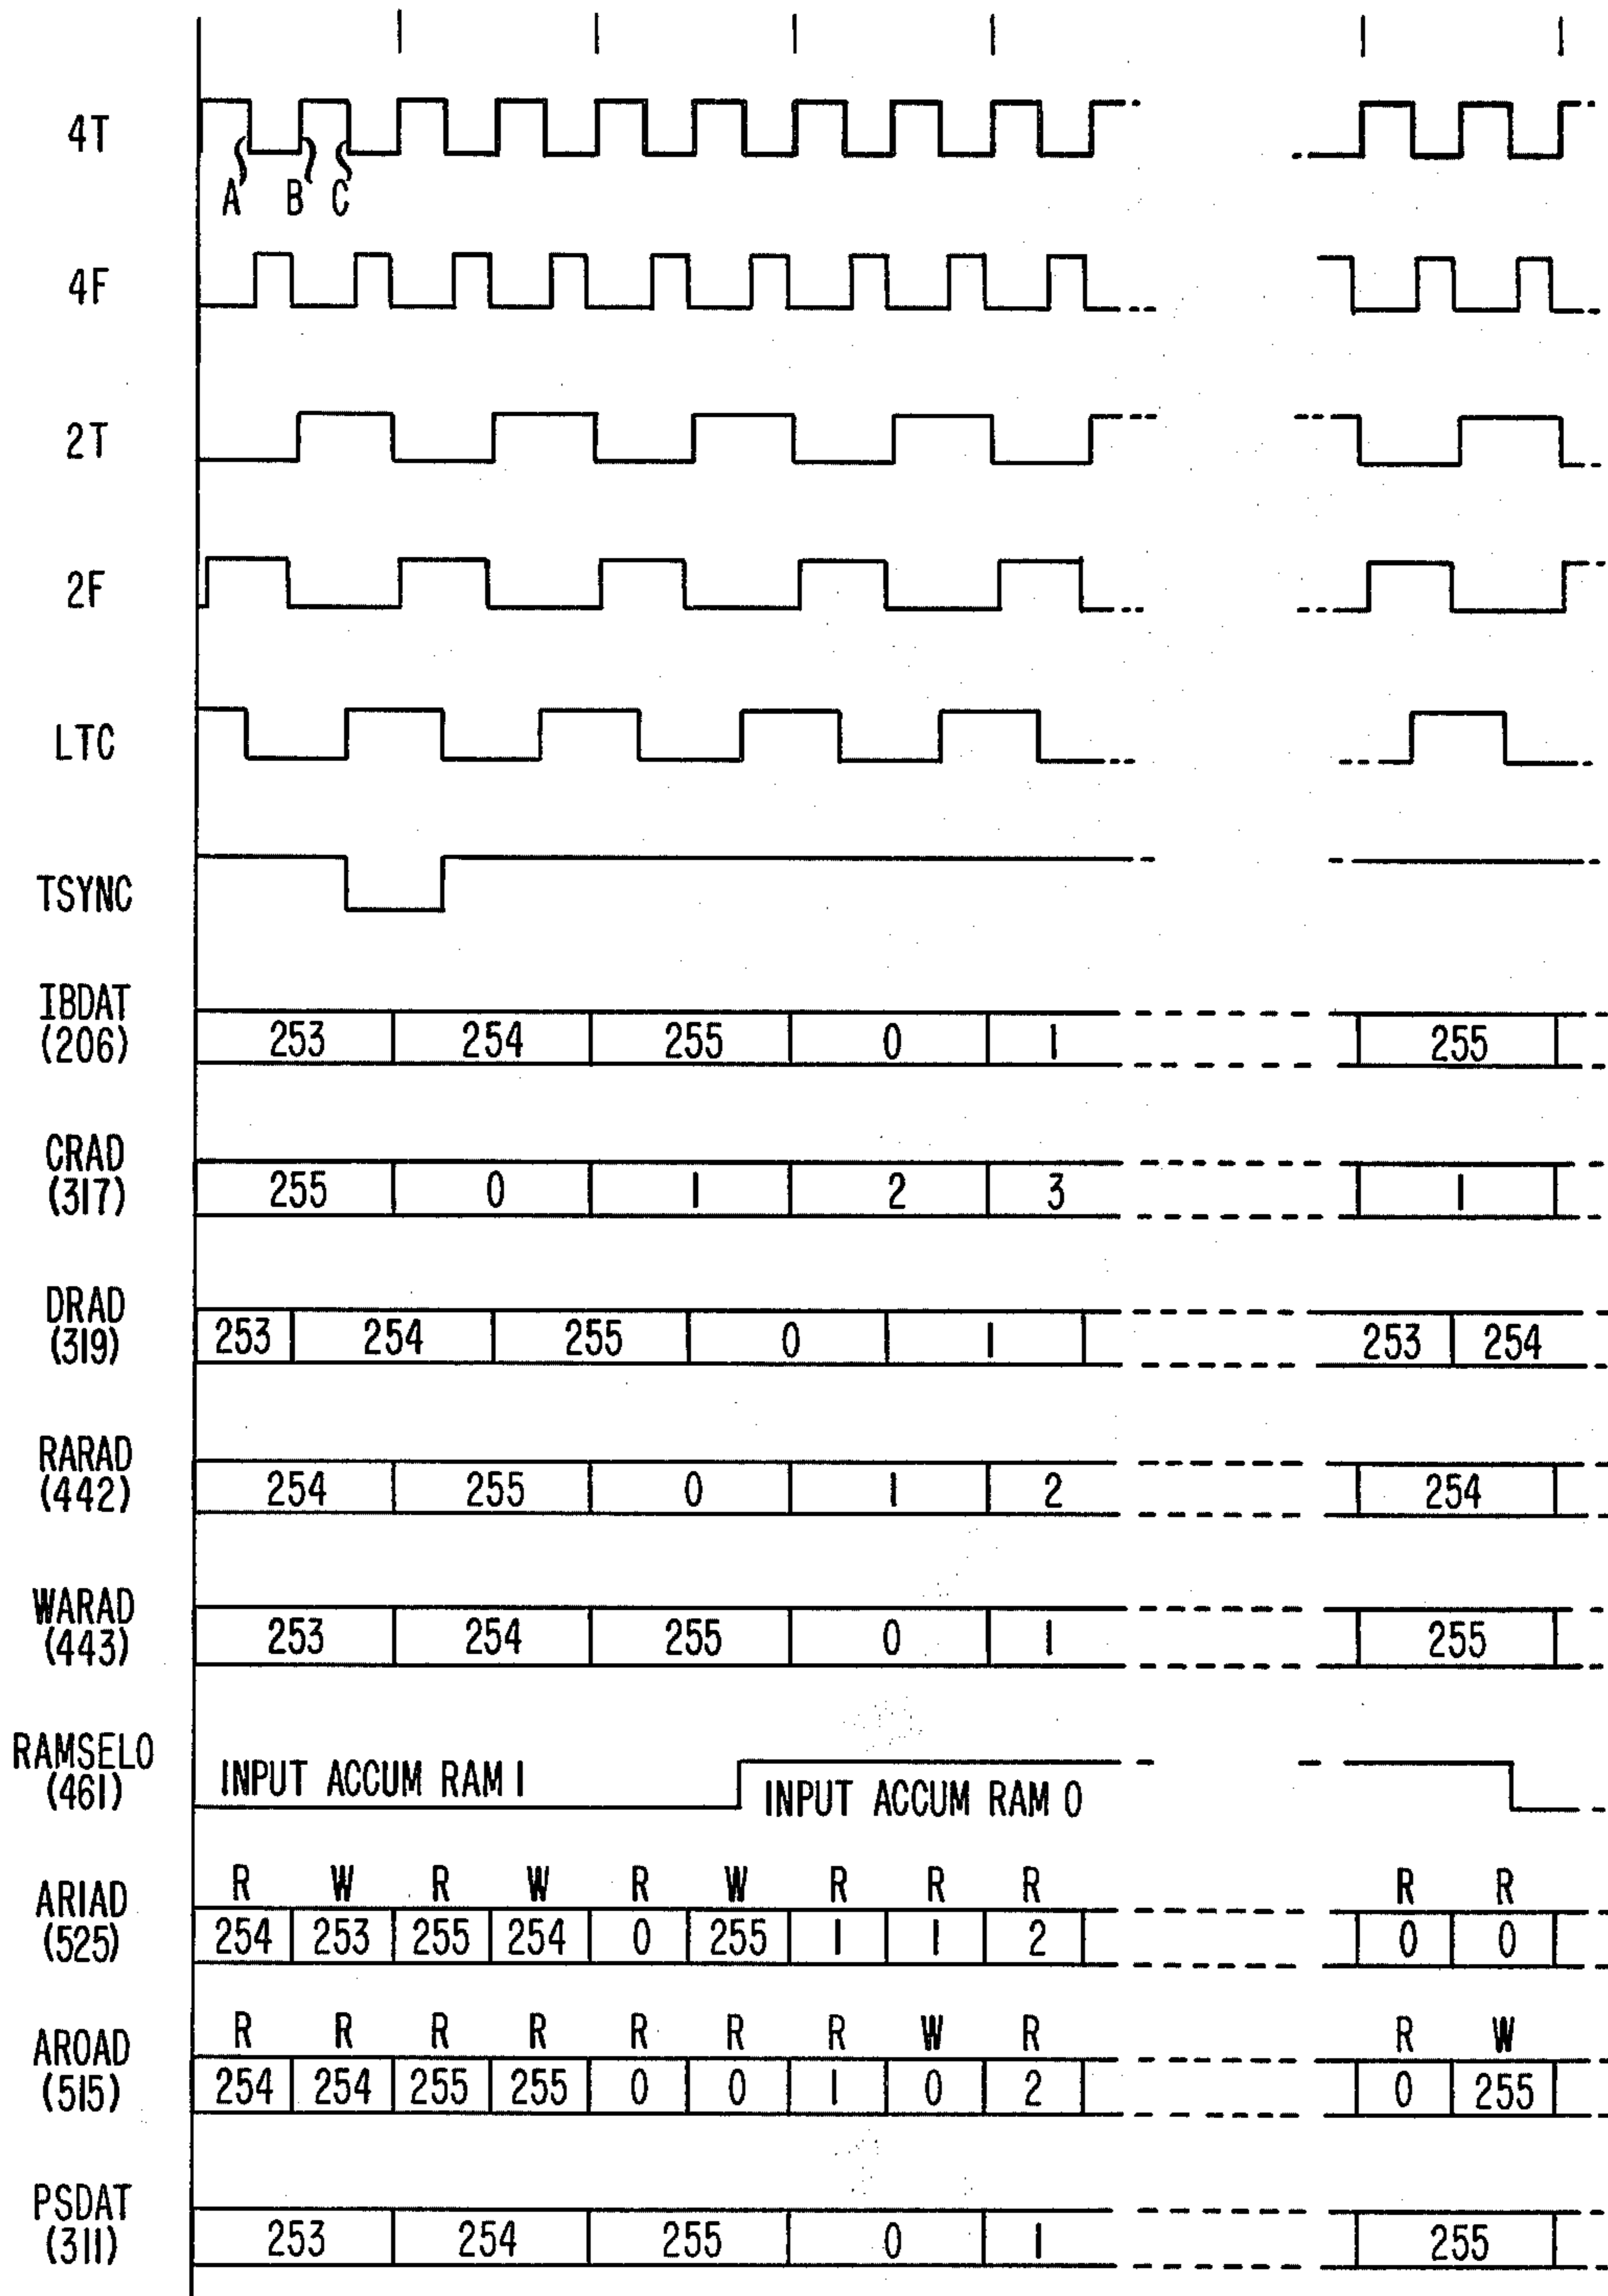 4T
A B C
4F
2T
2F
LTC
TSYNC
IBDAT
(206)
253 254 255 0 1 255
CRAD
(317)
255 0 1 2 3 1
DRAD
(319)
253 254 255 0 1 253 254
RARAD
(442)
254 255 0 1 2 254
WARAD
(443)
253 254 255 0 1 255
RAMSEL0
(461)
INPUT ACCUM RAM 1
INPUT ACCUM RAM 0
R W R W R W R R R R R
ARIAD
(525)
254 253 255 254 0 255 1 1 2 0 0
R R R R R R R W R R W
AROAD
(515)
254 254 255 255 0 0 1 0 2 0 255
PSDAT
(311)
253 254 255 0 1 255